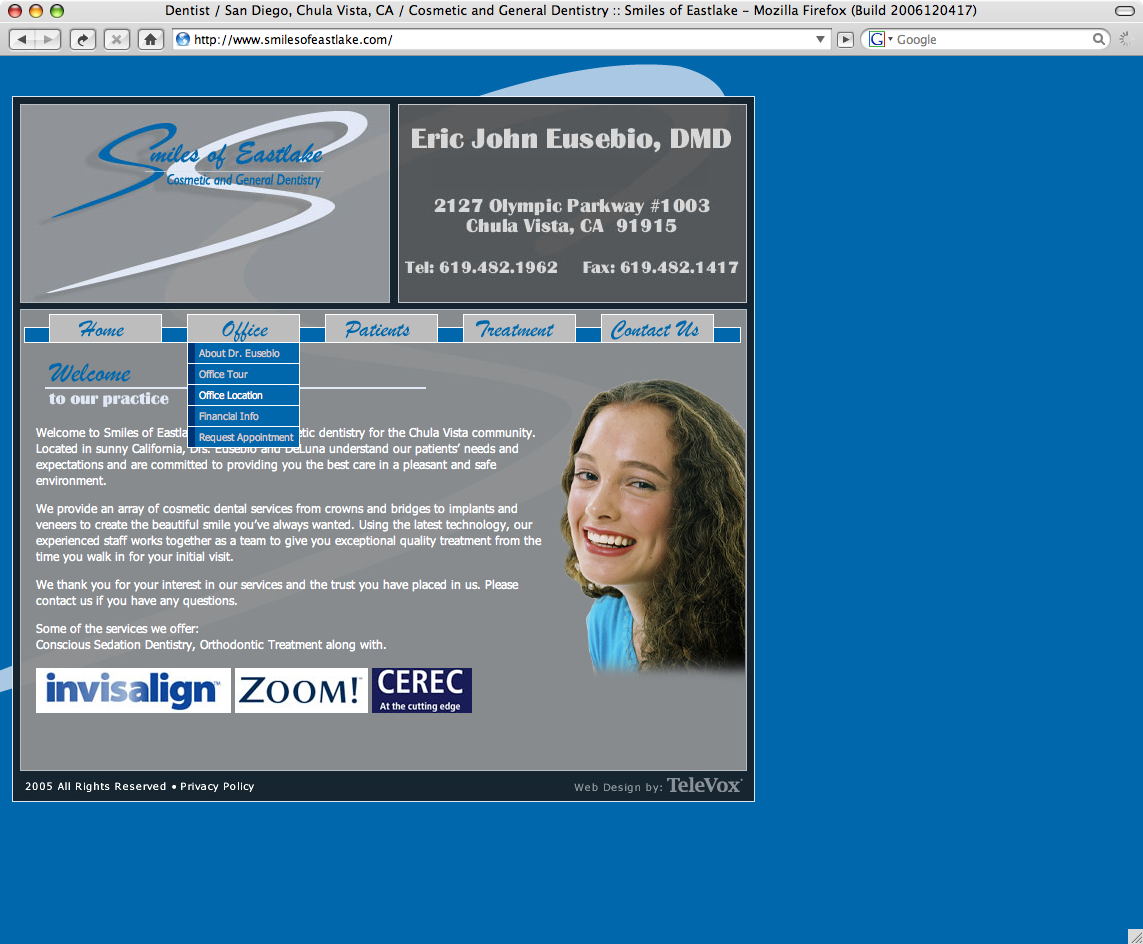 Dentist / San Diego, Chula Vista, CA / Cosmetic and General Dentistry :: Smiles of Eastlake – Mozilla Firefox (Build 2006120417)
http://www.smilesofeastlake.com/
G Google
Smiles of Eastlake
Cosmetic and General Dentistry
Eric John Eusebio, DMD
2127 Olympic Parkway #1003
Chula Vista, CA 91915
Tel: 619.482.1962 Fax: 619.482.1417
Home Office Patients Treatment Contact Us
About Dr. Eusebio
Office Tour
Office Location
Financial Info
Request Appointment
Welcome
to our practice
Welcome to Smiles of dentistry for the Chula Vista community.
Located in sunny California, Drs. Eusebio and DeLuna understand our patients’ needs and
expectations and are committed to providing you the best care in a pleasant and safe
environment.
We provide an array of cosmetic dental services from crowns and bridges to implants and
veneers to create the beautiful smile you’ve always wanted. Using the latest technology, our
experienced staff works together as a team to give you exceptional quality treatment from the
time you walk in for your initial visit.
We thank you for your interest in our services and the trust you have placed in us. Please
contact us if you have any questions.
Some of the services we offer:
Conscious Sedation Dentistry, Orthodontic Treatment along with.
invisalign™ ZOOM! CEREC
At the cutting edge
2005 All Rights Reserved • Privacy Policy
Web Design by: TeleVox